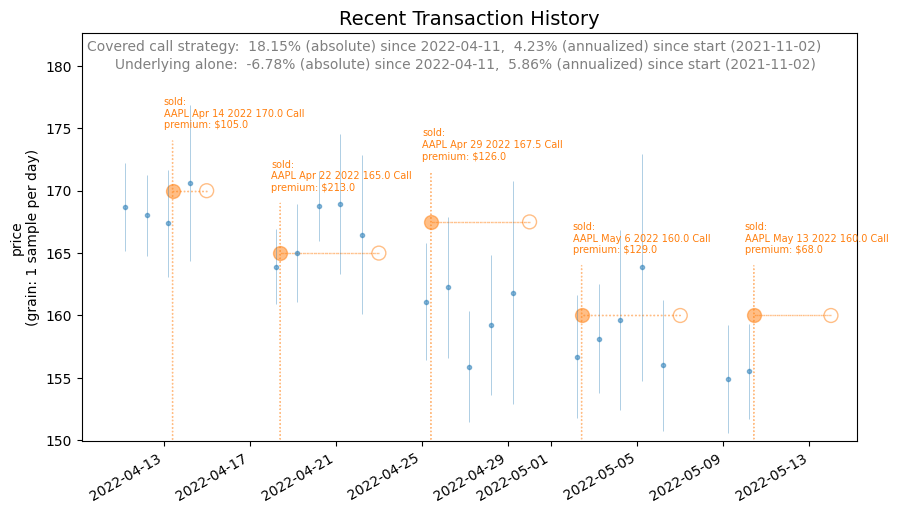 Recent Transaction History
Covered call strategy:  18.15% (absolute) since 2022-04-11,  4.23% (annualized) since start (2021-11-02)
Underlying alone:  -6.78% (absolute) since 2022-04-11,  5.86% (annualized) since start (2021-11-02)
price
(grain: 1 sample per day)
180
175
170
165
160
155
150
sold:
AAPL Apr 14 2022 170.0 Call
premium: $105.0
sold:
AAPL Apr 22 2022 165.0 Call
premium: $213.0
sold:
AAPL Apr 29 2022 167.5 Call
premium: $126.0
sold:
AAPL May 6 2022 160.0 Call
premium: $129.0
sold:
AAPL May 13 2022 160.0 Call
premium: $68.0
2022-04-13
2022-04-17
2022-04-21
2022-04-25
2022-04-29
2022-05-01
2022-05-05
2022-05-09
2022-05-13